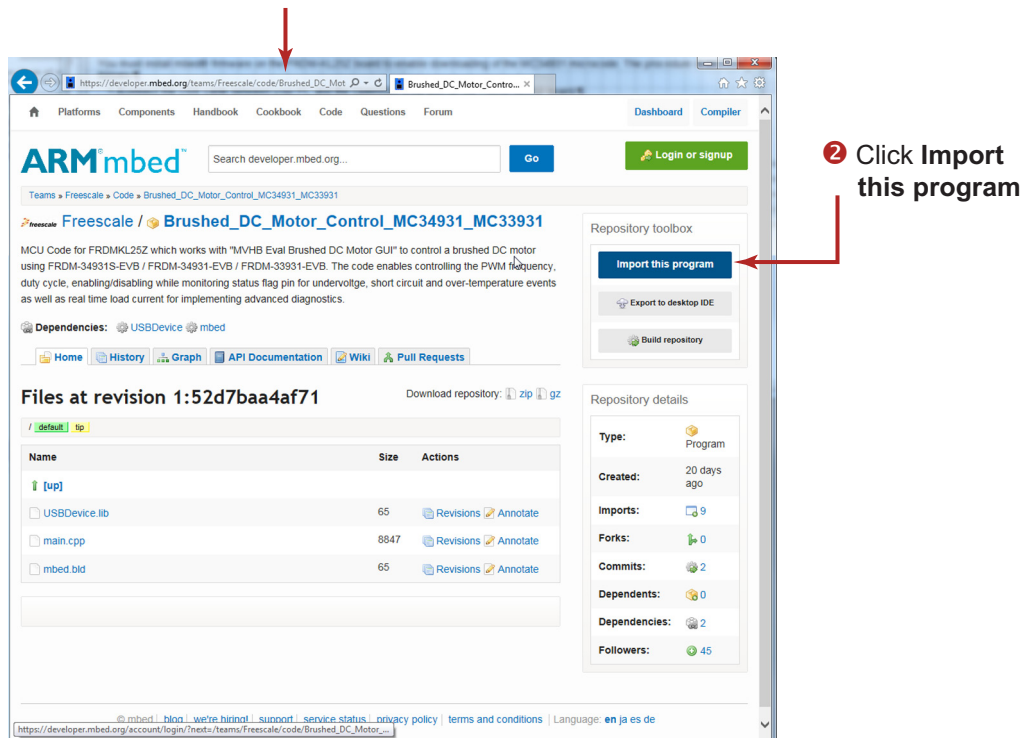 https://developer.mbed.org/teams/Freescale/code/Brushed_DC_Mot
Brushed_DC_Motor_Contro... ×
Platforms Components Handbook Cookbook Code Questions Forum Dashboard Compiler
ARM®mbed™ Search developer.mbed.org... Go Login or signup
❷ Click Import
this program
Teams » Freescale » Code » Brushed_DC_Motor_Control_MC34931_MC33931
freescale Freescale / Brushed_DC_Motor_Control_MC34931_MC33931
MCU Code for FRDMKL25Z which works with "MVHB Eval Brushed DC Motor GUI" to control a brushed DC motor
using FRDM-34931S-EVB / FRDM-34931-EVB / FRDM-33931-EVB. The code enables controlling the PWM frequency,
duty cycle, enabling/disabling while monitoring status flag pin for undervoltge, short circuit and over-temperature events
as well as real time load current for implementing advanced diagnostics.
Dependencies: USBDevice mbed
Home History Graph API Documentation Wiki Pull Requests
Repository toolbox
Import this program
Export to desktop IDE
Build repository
Files at revision 1:52d7baa4af71 Download repository: zip gz
/ default tip
Name Size Actions
[up]
USBDevice.lib 65 Revisions Annotate
main.cpp 8847 Revisions Annotate
mbed.bld 65 Revisions Annotate
Repository details
Type: Program
Created: 20 days
ago
Imports: 9
Forks: 0
Commits: 2
Dependents: 0
Dependencies: 2
Followers: 45
© mbed | blog | we're hiring! | support | service status | privacy policy | terms and conditions | Language: en ja es de
https://developer.mbed.org/account/login/?next=/teams/Freescale/code/Brushed_DC_Motor_...